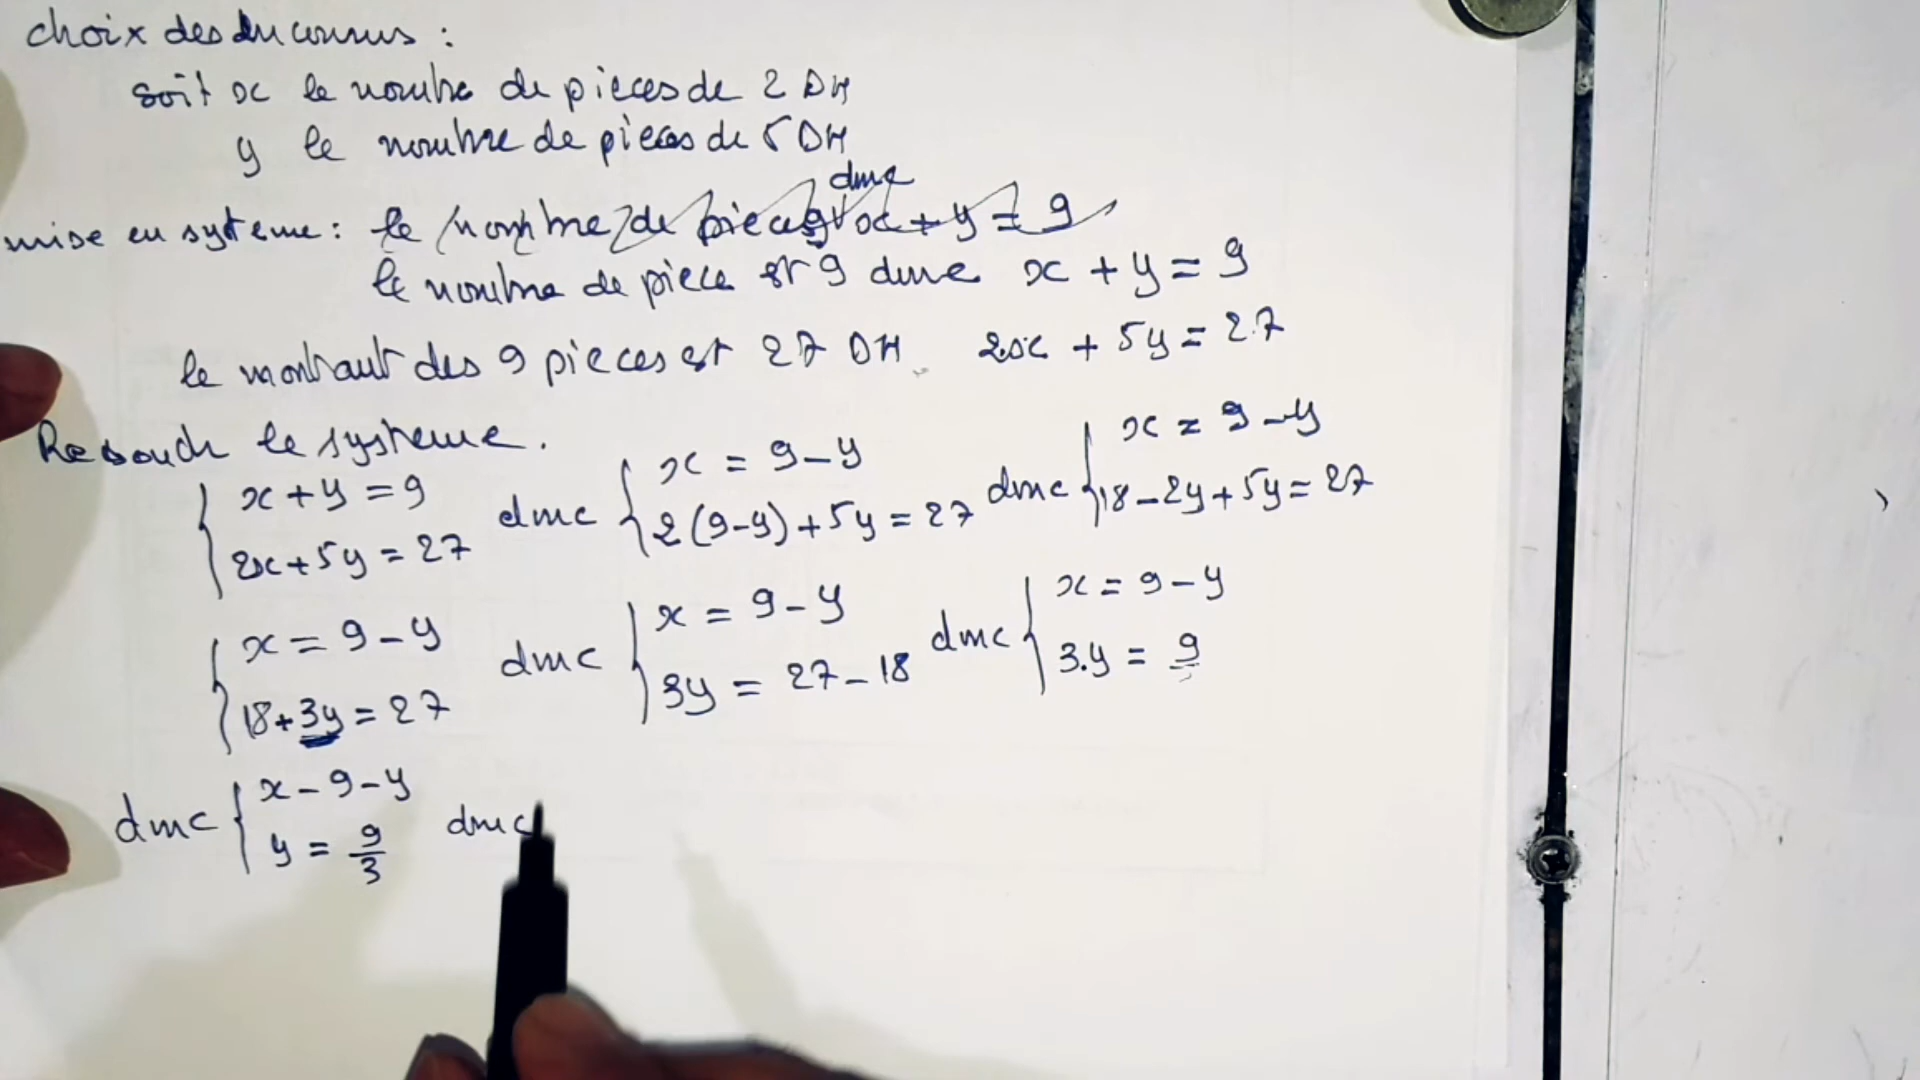 choix des Inconnus :
soit x le nombre de pieces de 2 DH
y le nombre de pieces de 5 DH
donc
mise en systeme : le nombre de pieces 9 x + y = 9
le nombre de piece est 9 donc x + y = 9
le montant des 9 pieces est 27 DH. 2x + 5y = 27
Resoudre le systeme.
{ x + y = 9 donc { x = 9 - y donc { x = 9 - y
2x + 5y = 27 2(9-y) + 5y = 27 18 - 2y + 5y = 27
{ x = 9 - y donc { x = 9 - y donc { x = 9 - y
18 + 3y = 27 3y = 27 - 18 3.y = 9
donc { x - 9 - y donc
y = 9/3